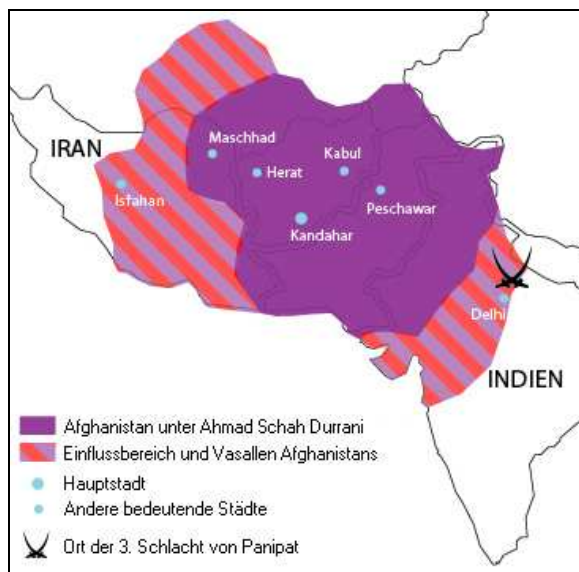 Maschhad
IRAN
Herat
Kabul
Isfahan
Peschawar
Kandahar
Delhi
INDIEN
Afghanistan unter Ahmad Schah Durrani
Einflussbereich und Vasallen Afghanistans
Hauptstadt
Andere bedeutende Städte
Ort der 3. Schlacht von Panipat